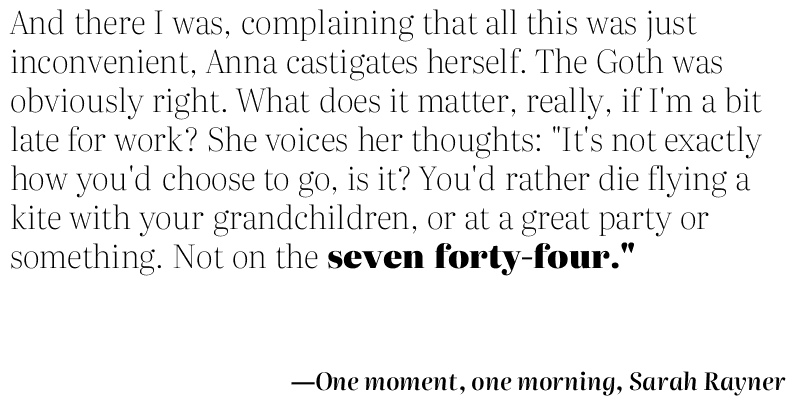 And there I was, complaining that all this was just
inconvenient, Anna castigates herself. The Goth was
obviously right. What does it matter, really, if I'm a bit
late for work? She voices her thoughts: "It's not exactly
how you'd choose to go, is it? You'd rather die flying a
kite with your grandchildren, or at a great party or
something. Not on the seven forty-four."
—One moment, one morning, Sarah Rayner